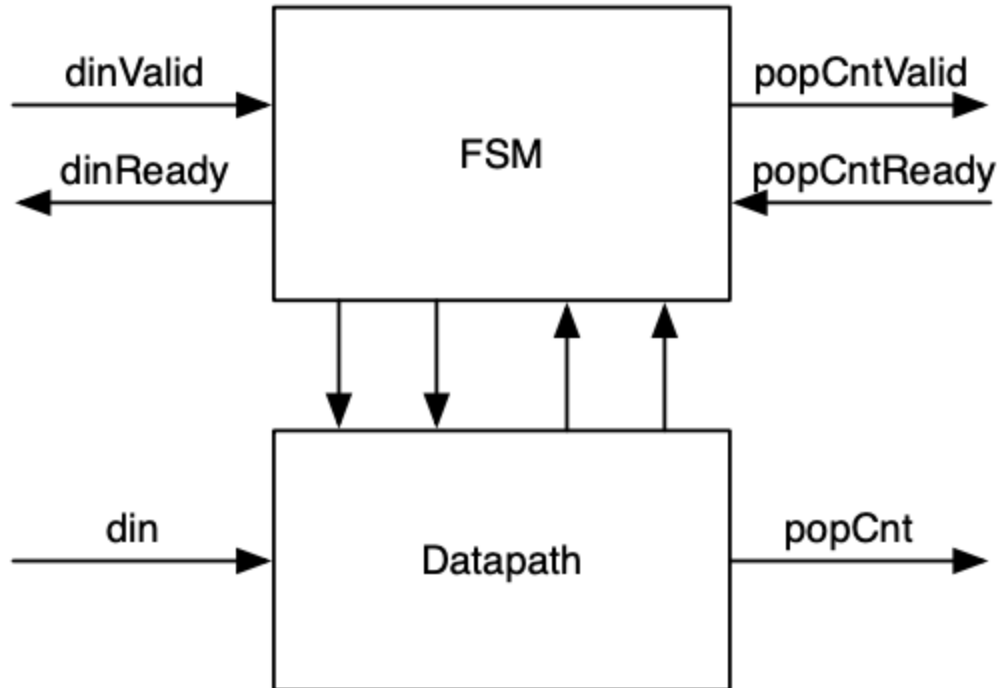 dinValid
popCntValid
FSM
dinReady
popCntReady
din
popCnt
Datapath